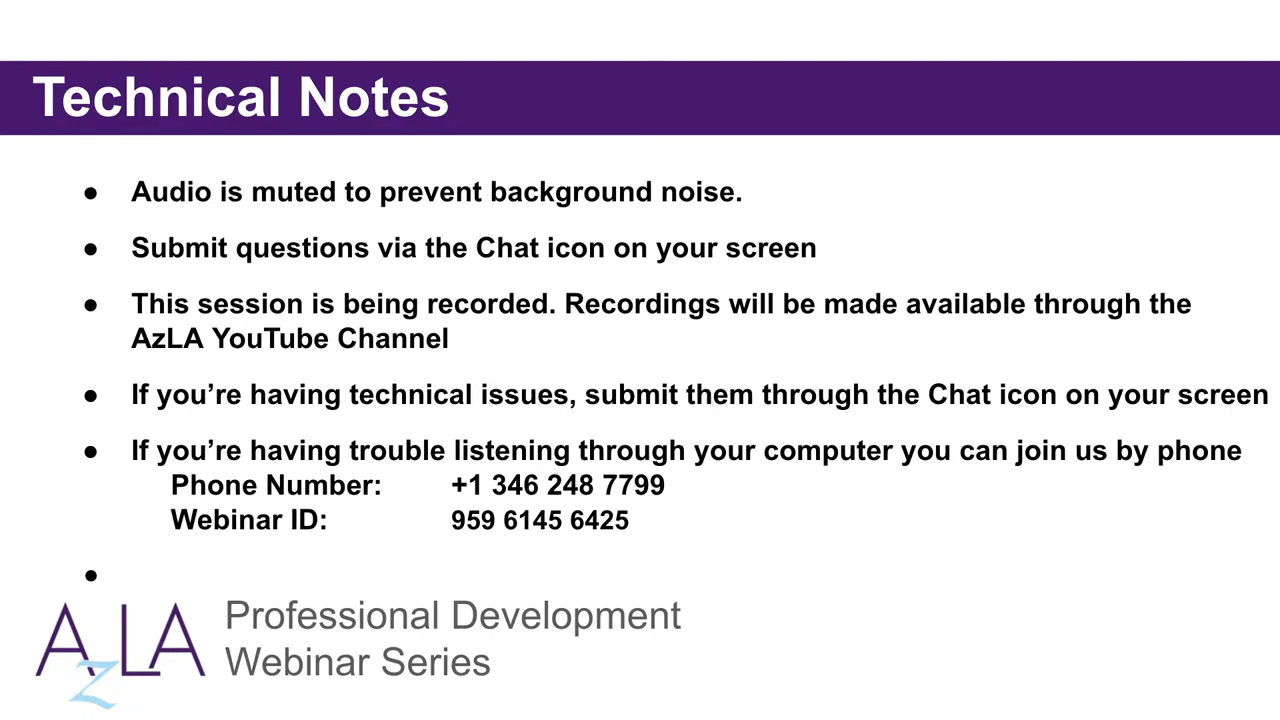 Technical Notes
● Audio is muted to prevent background noise.
● Submit questions via the Chat icon on your screen
● This session is being recorded. Recordings will be made available through the
AzLA YouTube Channel
● If you’re having technical issues, submit them through the Chat icon on your screen
● If you’re having trouble listening through your computer you can join us by phone
Phone Number: +1 346 248 7799
Webinar ID: 959 6145 6425
●
AzLA
Professional Development
Webinar Series